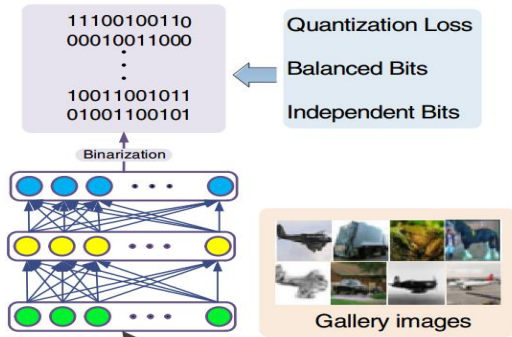 11100100110
00010011000
10011001011
01001100101
Quantization Loss
Balanced Bits
Independent Bits
Binarization
Gallery images